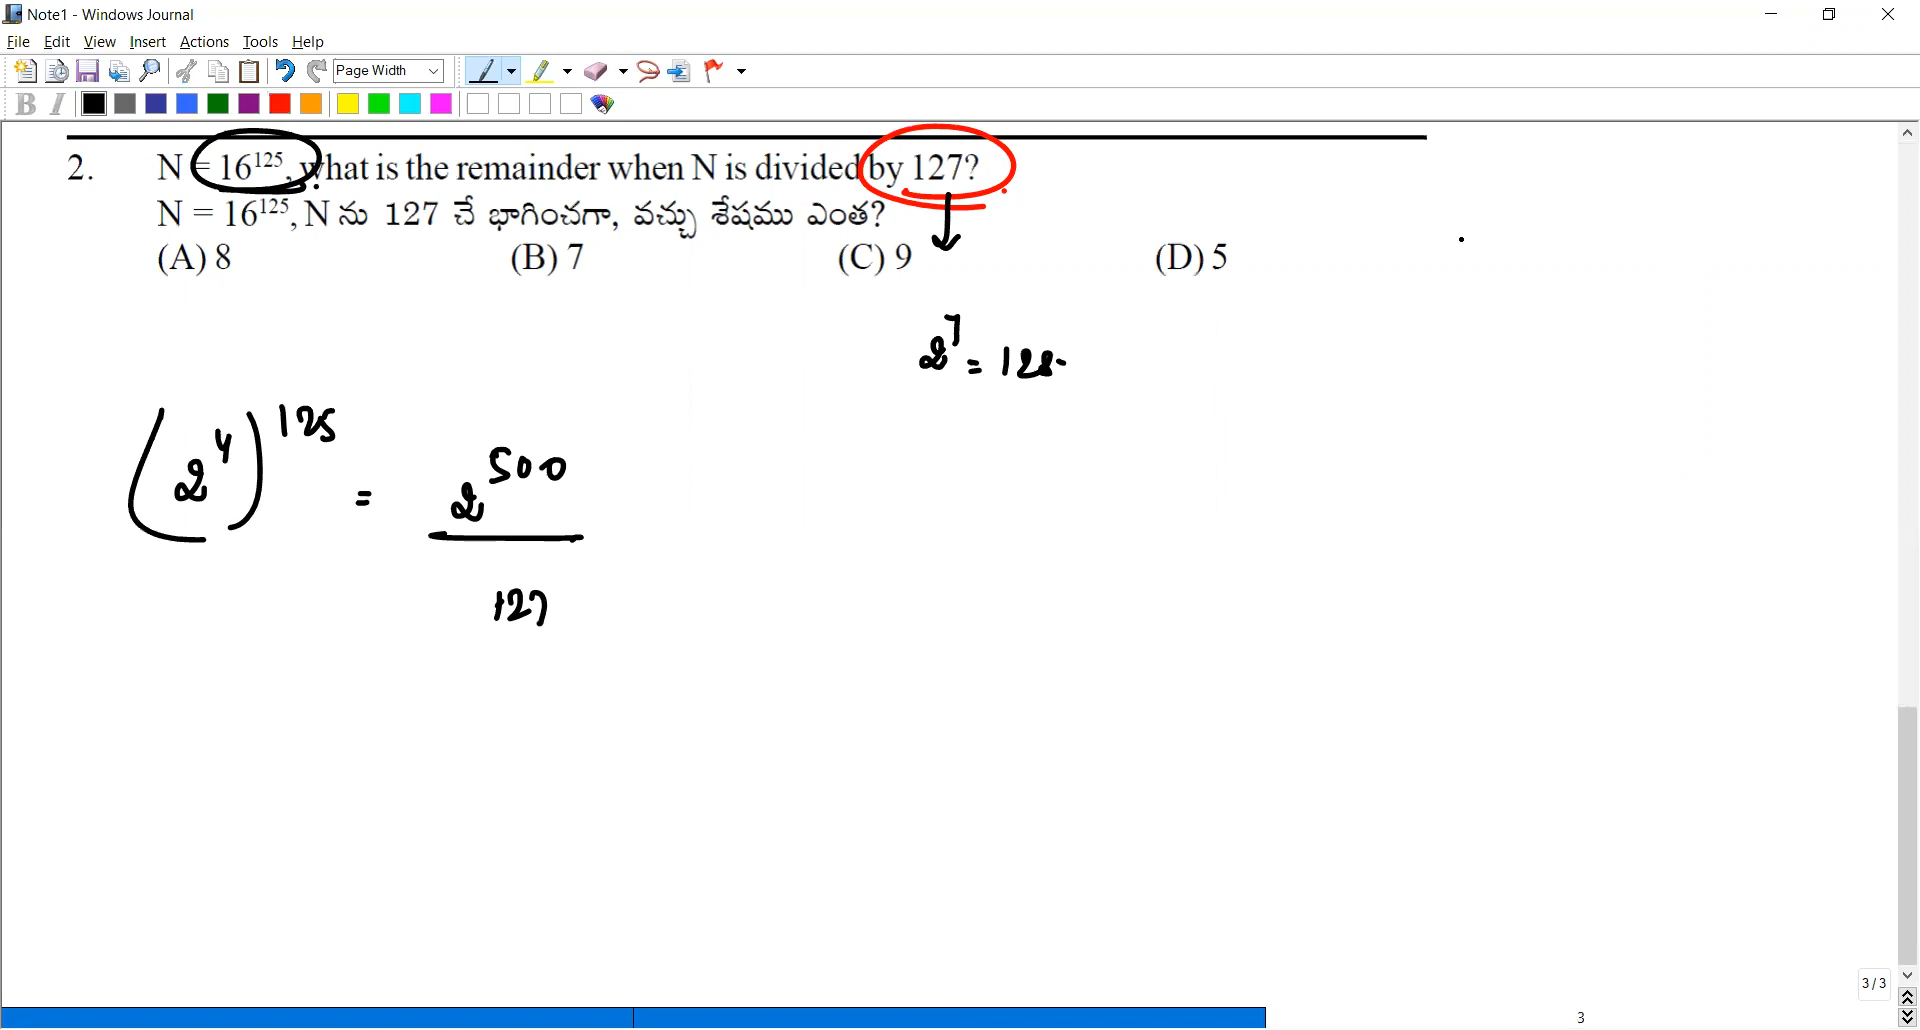 Note1 - Windows Journal
File Edit View Insert Actions Tools Help
Page Width
B I
2. N = 16¹²⁵, what is the remainder when N is divided by 127?
N = 16¹²⁵, N ను 127 చే భాగించగా, వచ్చు శేషము ఎంత?
(A) 8 (B) 7 (C) 9 (D) 5
2⁷ = 128
(2⁴)¹²⁵ = 2⁵⁰⁰
127
3 / 3
3